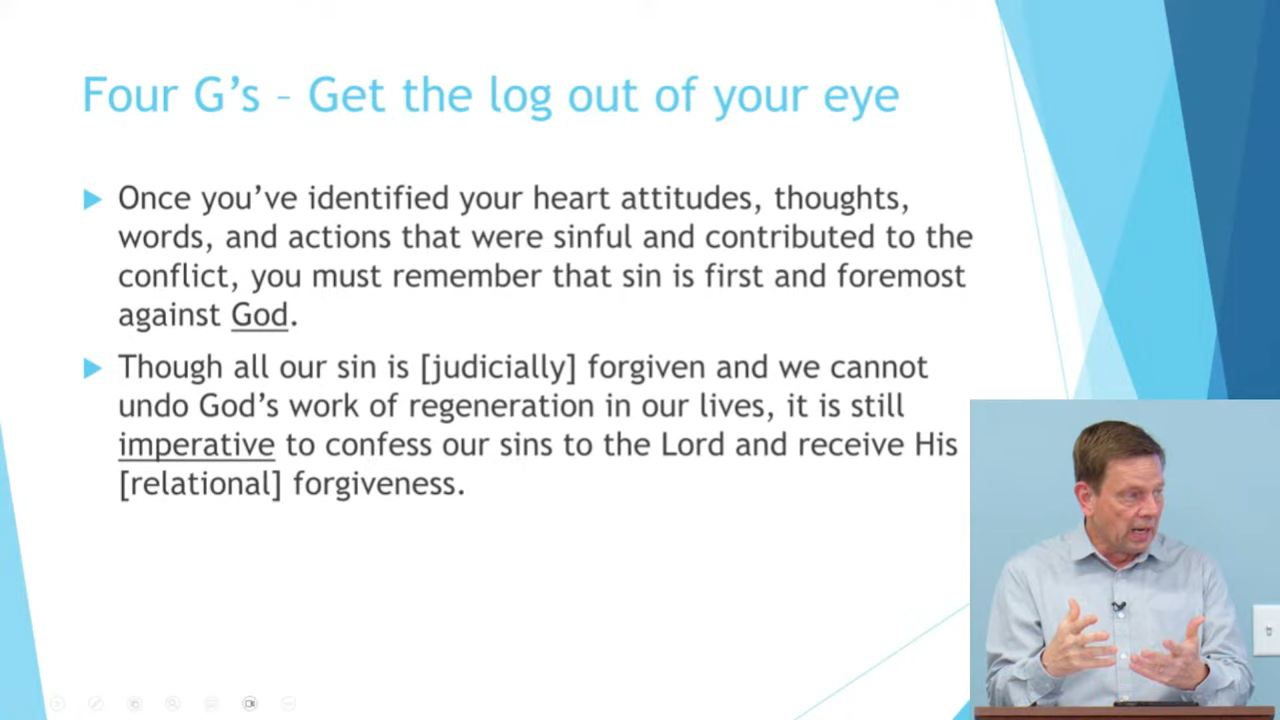 Four G’s – Get the log out of your eye
Once you’ve identified your heart attitudes, thoughts,
words, and actions that were sinful and contributed to the
conflict, you must remember that sin is first and foremost
against God.
Though all our sin is [judicially] forgiven and we cannot
undo God’s work of regeneration in our lives, it is still
imperative to confess our sins to the Lord and receive His
[relational] forgiveness.